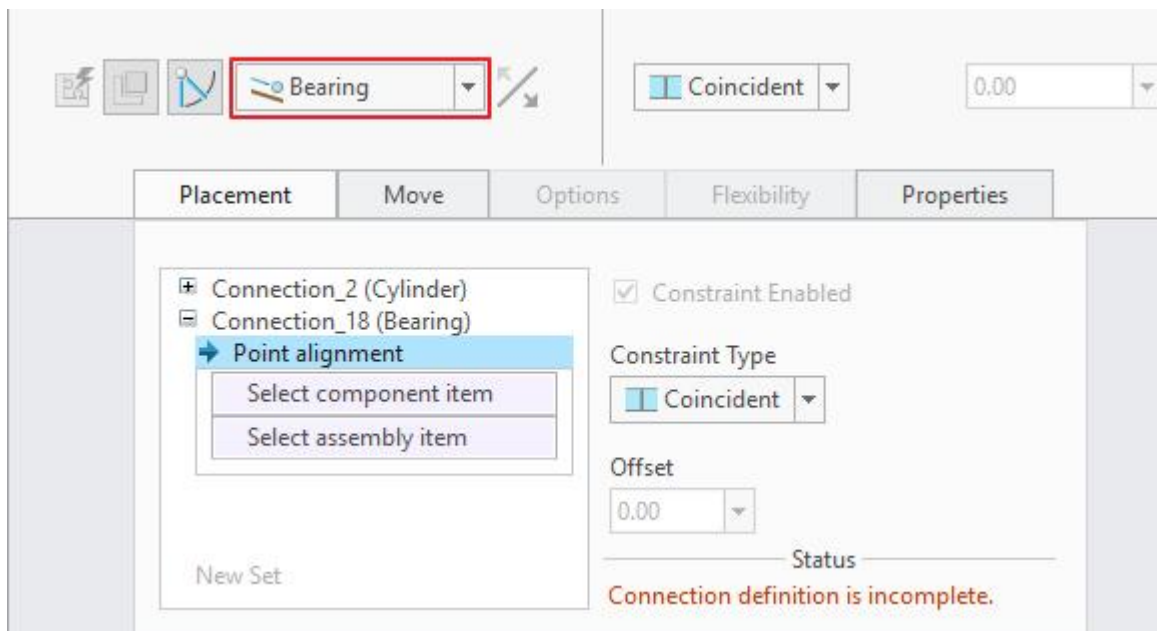 Bearing
Coincident
0.00
Placement
Move
Options
Flexibility
Properties
Connection_2 (Cylinder)
Connection_18 (Bearing)
Point alignment
Select component item
Select assembly item
New Set
Constraint Enabled
Constraint Type
Coincident
Offset
0.00
Status
Connection definition is incomplete.